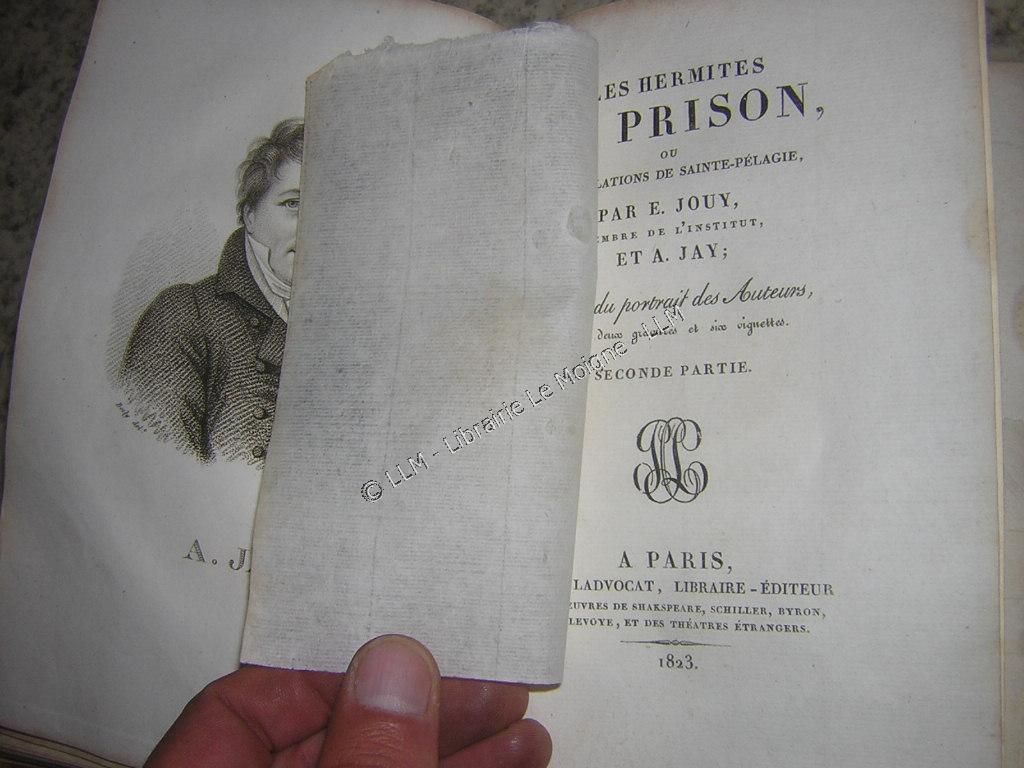 A. J
LES HERMITES
PRISON,
OU
LATIONS DE SAINTE-PÉLAGIE,
PAR E. JOUY,
MBRE DE L'INSTITUT,
ET A. JAY;
du portrait des Auteurs,
deux gravures et six vignettes.
SECONDE PARTIE.
A PARIS,
LADVOCAT, LIBRAIRE-ÉDITEUR
UVRES DE SHAKSPEARE, SCHILLER, BYRON,
LEVOYE, ET DES THÉATRES ÉTRANGERS.
1823.
© LLM - Librairie Le Moigne - LLM